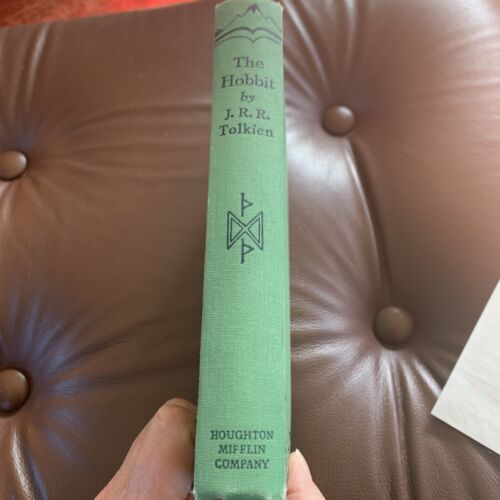 The
Hobbit
by
J. R. R.
Tolkien
ᚦ
ᛞ
ᚦ
HOUGHTON
MIFFLIN
COMPANY